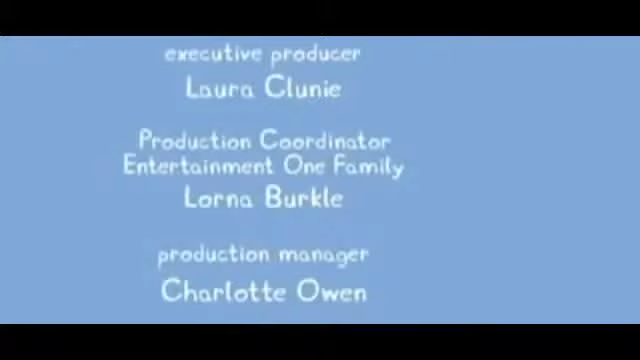 executive producer
Laura Clunie
Production Coordinator
Entertainment One Family
Lorna Burkle
production manager
Charlotte Owen